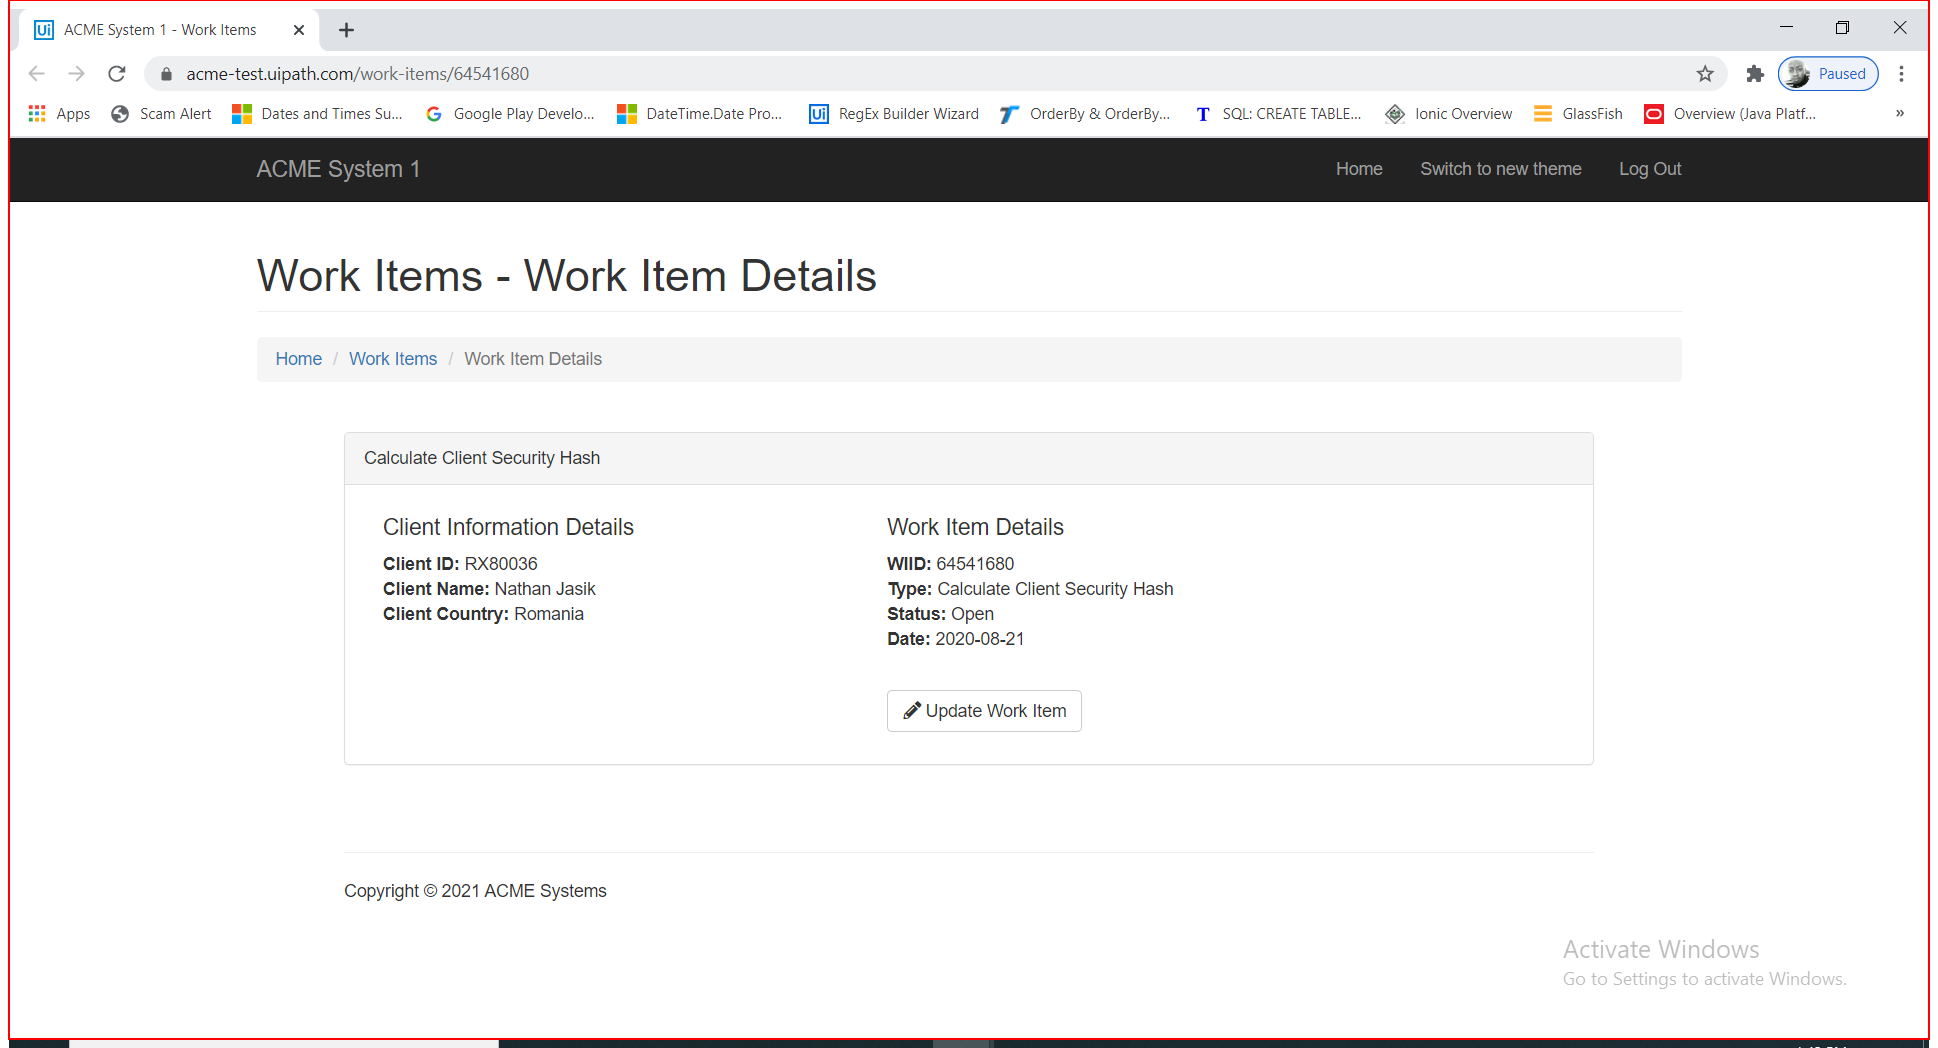 ACME System 1 - Work Items
acme-test.uipath.com/work-items/64541680
Paused
Apps
Scam Alert
Dates and Times Su...
Google Play Develo...
DateTime.Date Pro...
RegEx Builder Wizard
OrderBy & OrderBy...
SQL: CREATE TABLE...
Ionic Overview
GlassFish
Overview (Java Platf...
»
ACME System 1
Home
Switch to new theme
Log Out
Work Items - Work Item Details
Home / Work Items / Work Item Details
Calculate Client Security Hash
Client Information Details
Client ID: RX80036
Client Name: Nathan Jasik
Client Country: Romania
Work Item Details
WIID: 64541680
Type: Calculate Client Security Hash
Status: Open
Date: 2020-08-21
Update Work Item
Copyright © 2021 ACME Systems
Activate Windows
Go to Settings to activate Windows.